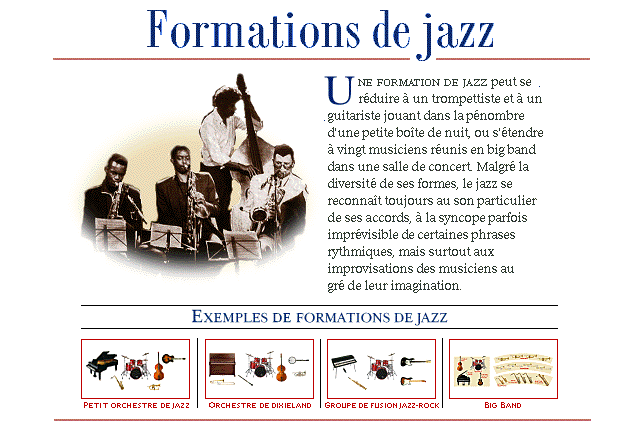 Formations de jazz
UNE FORMATION DE JAZZ peut se
réduire à un trompettiste et à un
guitariste jouant dans la pénombre
d'une petite boîte de nuit, ou s'étendre
à vingt musiciens réunis en big band
dans une salle de concert. Malgré la
diversité de ses formes, le jazz se
reconnaît toujours au son particulier
de ses accords, à la syncope parfois
imprévisible de certaines phrases
rythmiques, mais surtout aux
improvisations des musiciens au
gré de leur imagination.
EXEMPLES DE FORMATIONS DE JAZZ
PETIT ORCHESTRE DE JAZZ
ORCHESTRE DE DIXIELAND
GROUPE DE FUSION JAZZ-ROCK
BIG BAND